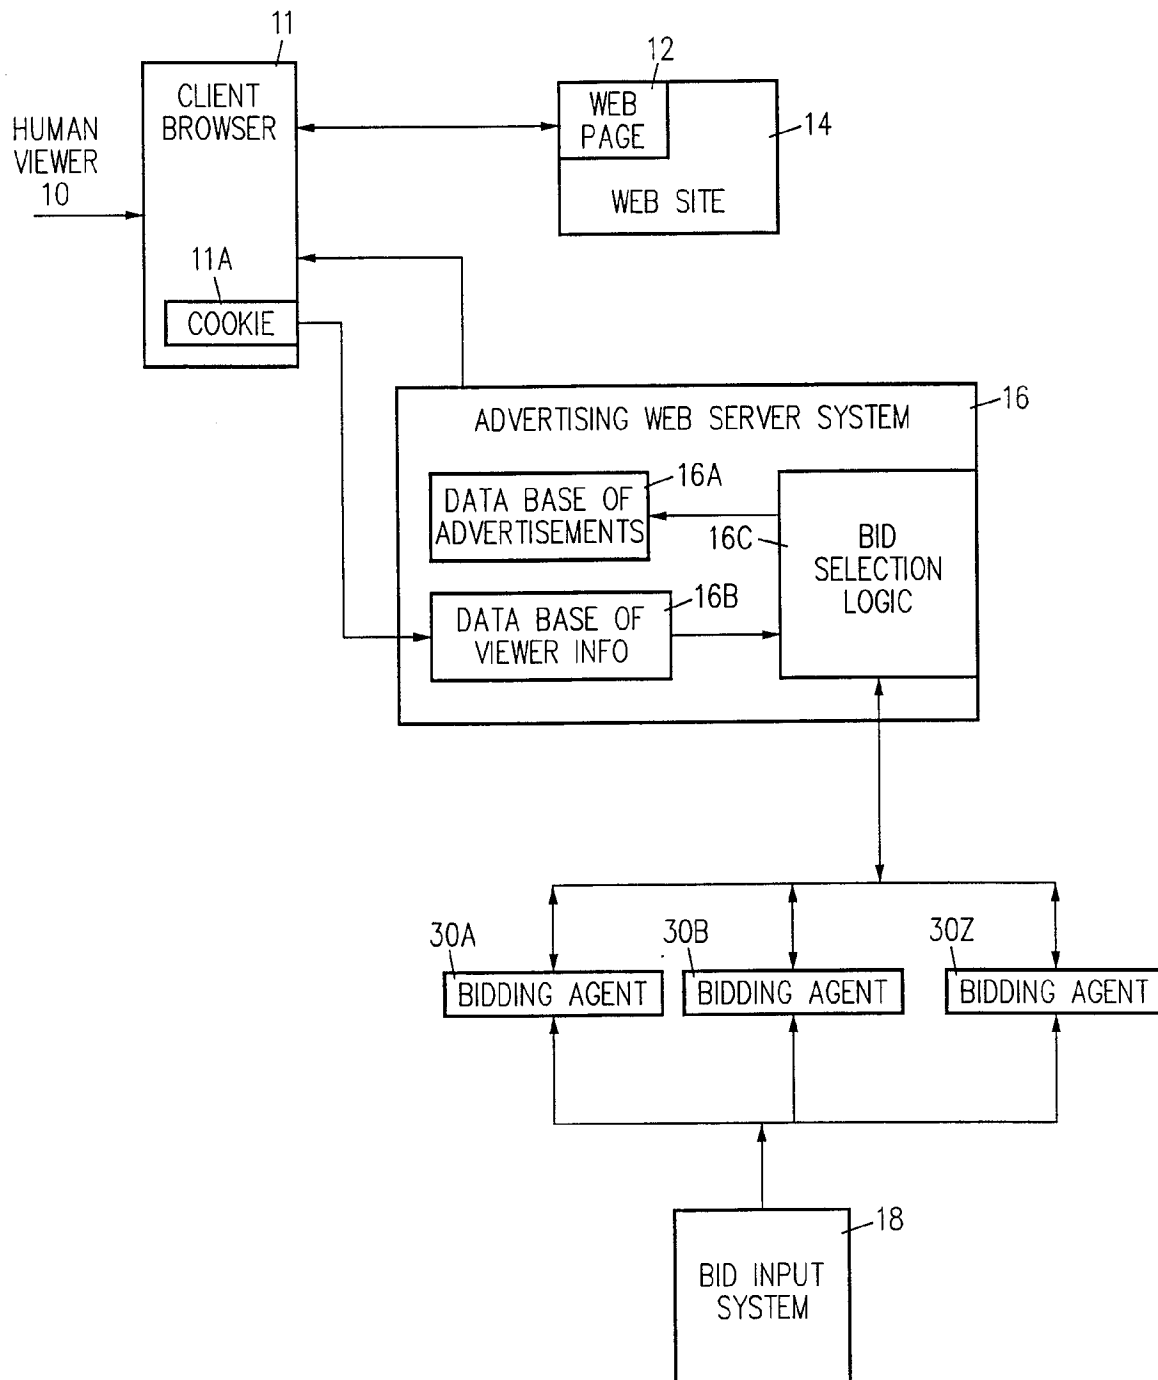 11
CLIENT
BROWSER
HUMAN
VIEWER
10
12
WEB
PAGE
14
WEB SITE
11A
COOKIE
16
ADVERTISING WEB SERVER SYSTEM
16A
DATA BASE OF
ADVERTISEMENTS
16C
BID
SELECTION
LOGIC
16B
DATA BASE OF
VIEWER INFO
30A
BIDDING AGENT
30B
BIDDING AGENT
30Z
BIDDING AGENT
18
BID INPUT
SYSTEM